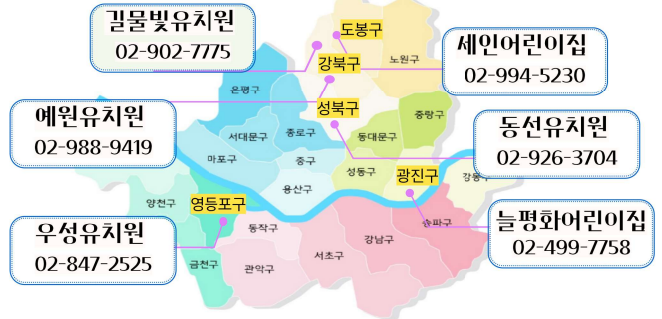 길물빛유치원
02-902-7775
도봉구
세인어린이집
02-994-5230
노원구
강북구
은평구
성북구
예원유치원
02-988-9419
중랑구
동선유치원
02-926-3704
서대문구
종로구
동대문구
마포구
중구
성동구
광진구
강동구
용산구
양천구
영등포구
늘평화어린이집
02-499-7758
우성유치원
02-847-2525
동작구
송파구
강남구
서초구
금천구
관악구